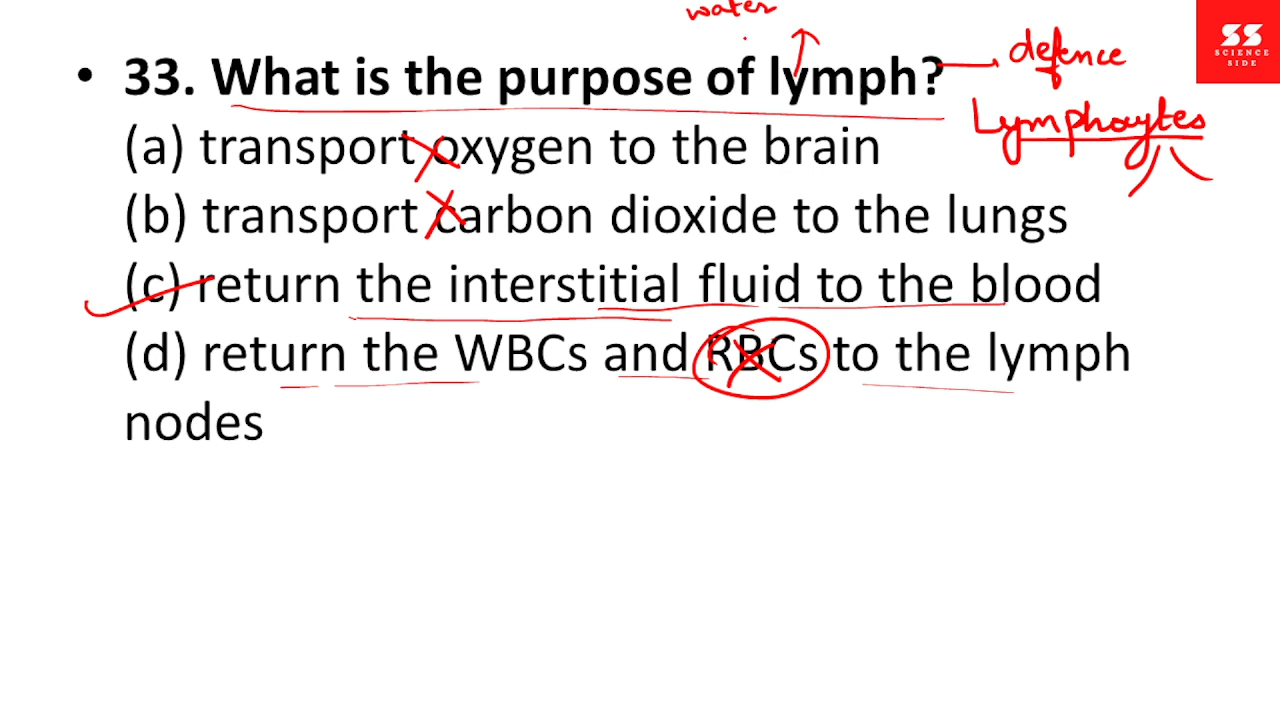 water
SS
SCIENCE
SIDE
defence
• 33. What is the purpose of lymph?
Lymphocytes
(a) transport oxygen to the brain
(b) transport carbon dioxide to the lungs
(c) return the interstitial fluid to the blood
(d) return the WBCs and RBCs to the lymph
nodes